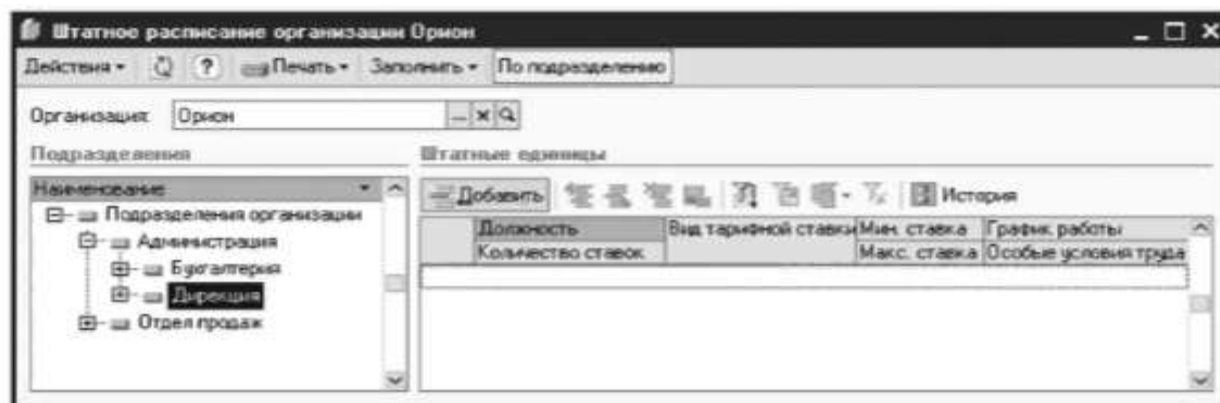 Штатное расписание организации Орион
Действия ? Печать Заполнить По подразделению
Организация: Орион ... x
Подразделения Штатные единицы
Наименование Добавить История
Подразделения организации
Администрация
Бухгалтерия
Дирекция
Отдел продаж
Должность Вид тарифной ставки Мин. ставка График работы
Количество ставок Макс. ставка Особые условия труда